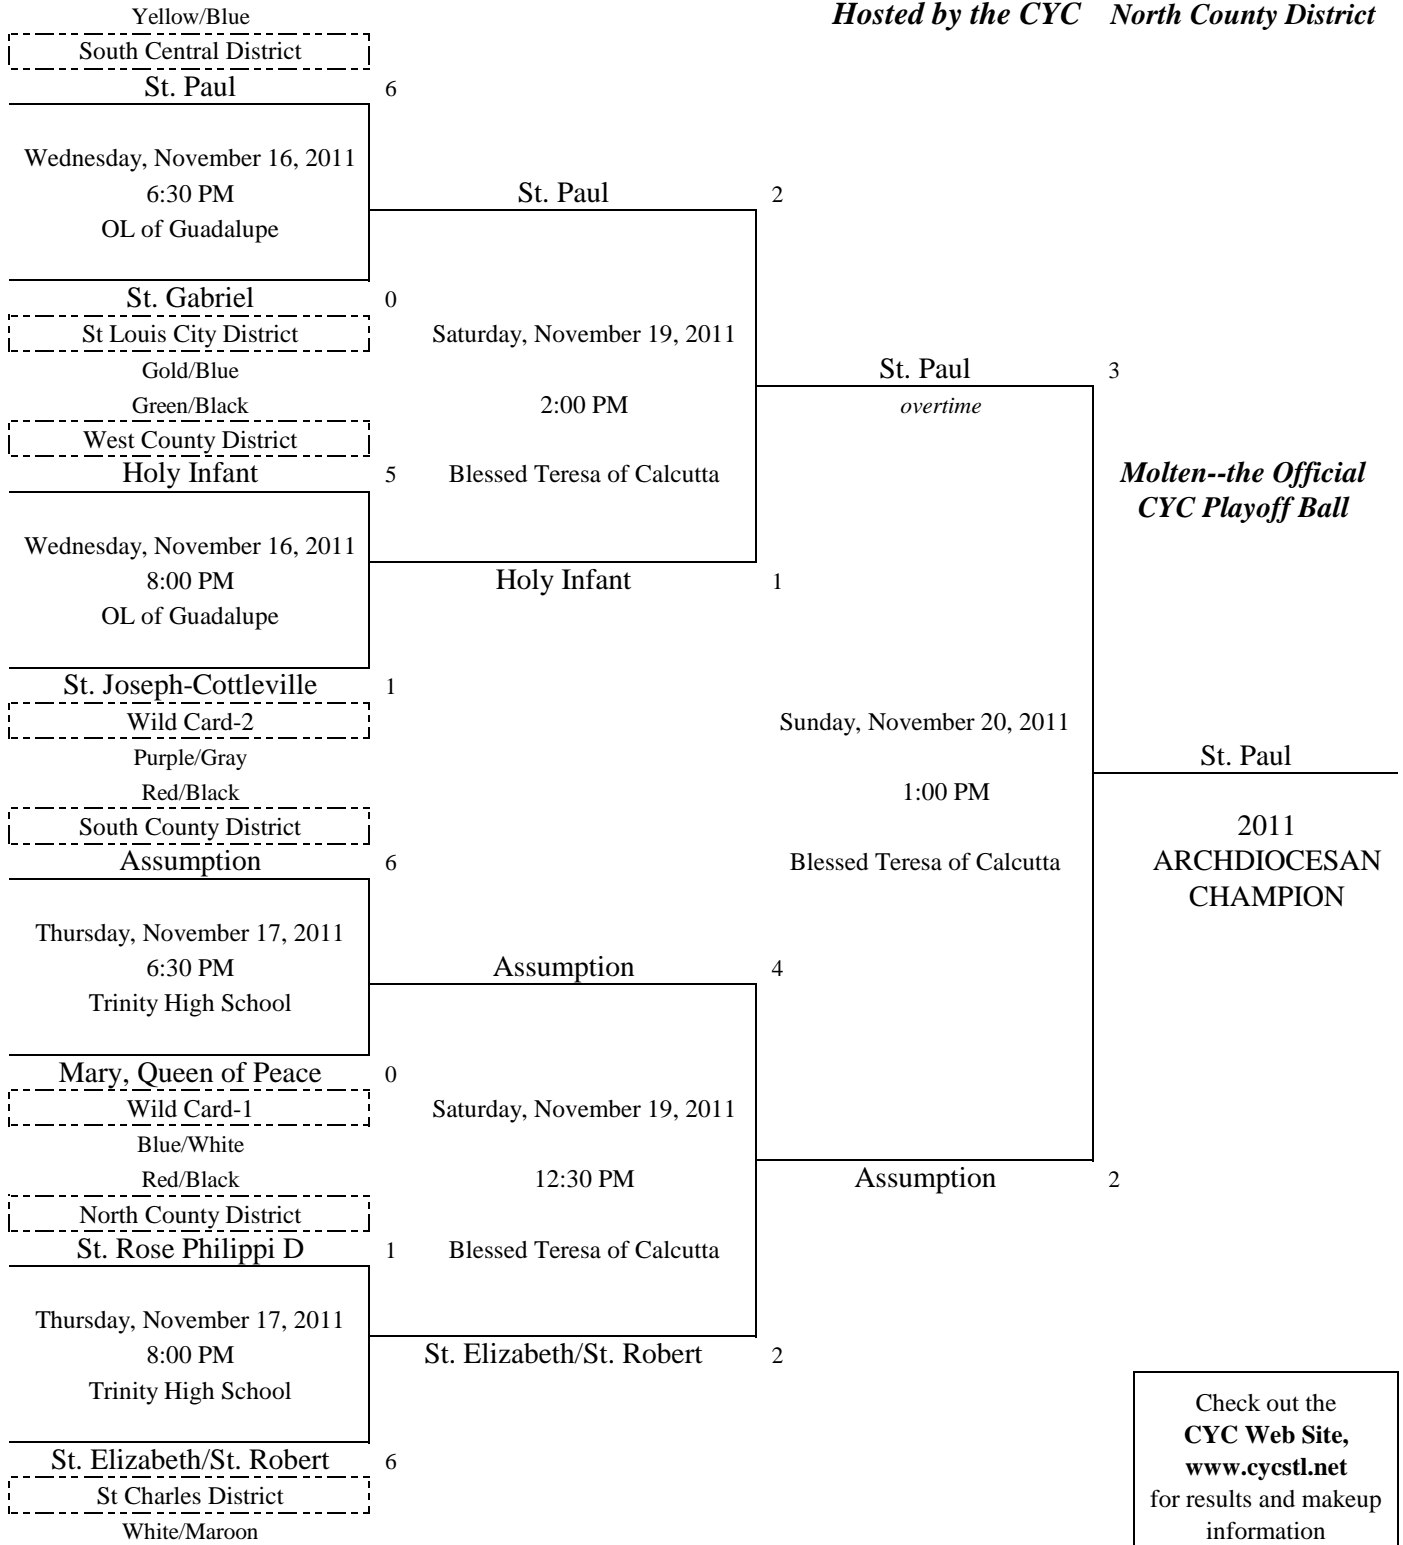 Yellow/Blue
Hosted by the CYC North County District
South Central District
St. Paul 6
Wednesday, November 16, 2011
6:30 PM
OL of Guadalupe
St. Gabriel 0
St Louis City District
Gold/Blue
Green/Black
West County District
Holy Infant 5
Wednesday, November 16, 2011
8:00 PM
OL of Guadalupe
St. Joseph-Cottleville 1
Wild Card-2
Purple/Gray
Red/Black
South County District
Assumption 6
Thursday, November 17, 2011
6:30 PM
Trinity High School
Mary, Queen of Peace 0
Wild Card-1
Blue/White
Red/Black
North County District
St. Rose Philippi D 1
Thursday, November 17, 2011
8:00 PM
Trinity High School
St. Elizabeth/St. Robert 6
St Charles District
White/Maroon
St. Paul 2
Saturday, November 19, 2011
2:00 PM
Blessed Teresa of Calcutta
Holy Infant 1
Assumption 4
Saturday, November 19, 2011
12:30 PM
Blessed Teresa of Calcutta
St. Elizabeth/St. Robert 2
St. Paul 3
overtime
Sunday, November 20, 2011
1:00 PM
Blessed Teresa of Calcutta
Assumption 2
Molten--the Official
CYC Playoff Ball
St. Paul
2011
ARCHDIOCESAN
CHAMPION
Check out the
CYC Web Site,
www.cycstl.net
for results and makeup
information